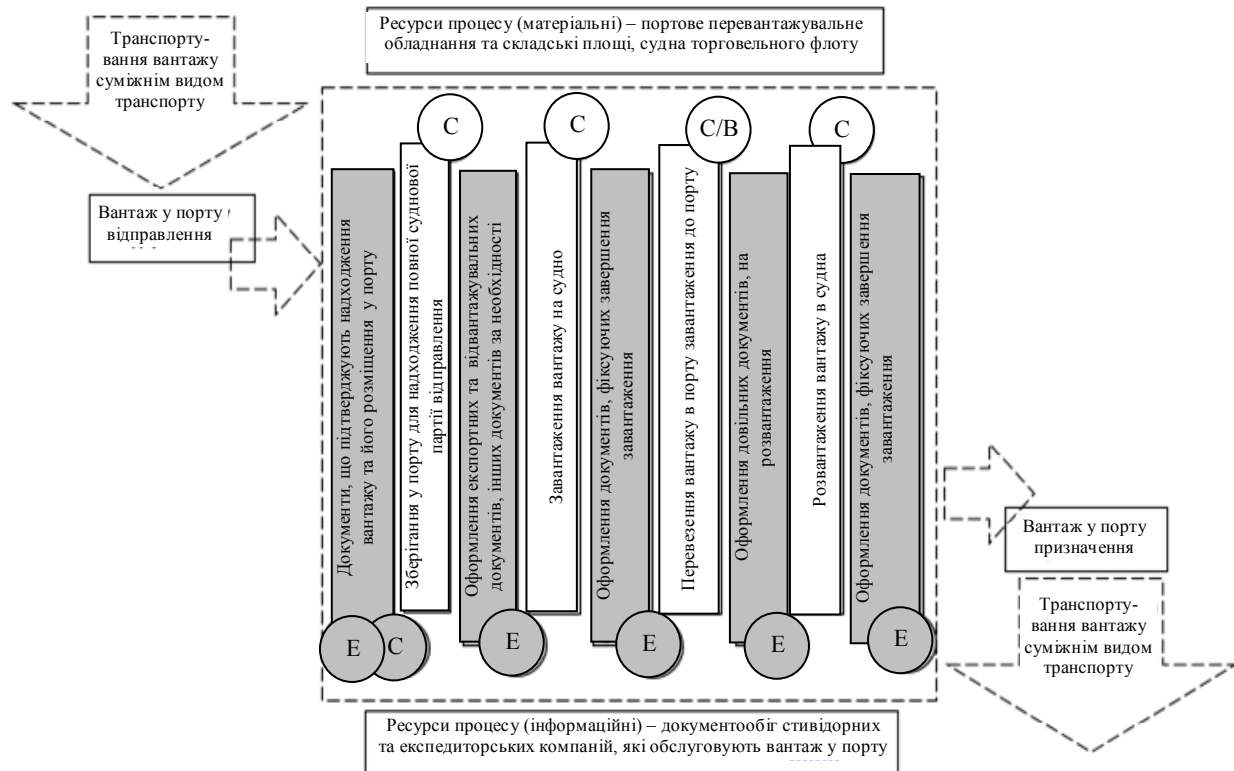 Ресурси процесу (матеріальні) – портове перевантажувальне
обладнання та складські площі, судна торговельного флоту
Транспорту-
вання вантажу
суміжнім видом
транспорту
Вантаж у порту
відправлення
С
С
С/В
С
Документи, що підтверджують надходження
вантажу та його розміщення у порту
Зберігання у порту для надходження повної суднової
партії відправлення
Оформлення експортних та відвантажувальних
документів, інших документів за необхідності
Завантаження вантажу на судно
Оформлення документів, фіксуючих завершення
завантаження
Перевезення вантажу в порту завантаження до порту
Оформлення довільних документів, на
розвантаження
Розвантаження вантажу в судна
Оформлення документів, фіксуючих завершення
завантаження
Е
С
Е
Е
Е
Е
Вантаж у порту
призначення
Транспорту-
вання вантажу
суміжнім видом
транспорту
Ресурси процесу (інформаційні) – документообіг стивідорних
та експедиторських компаній, які обслуговують вантаж у порту